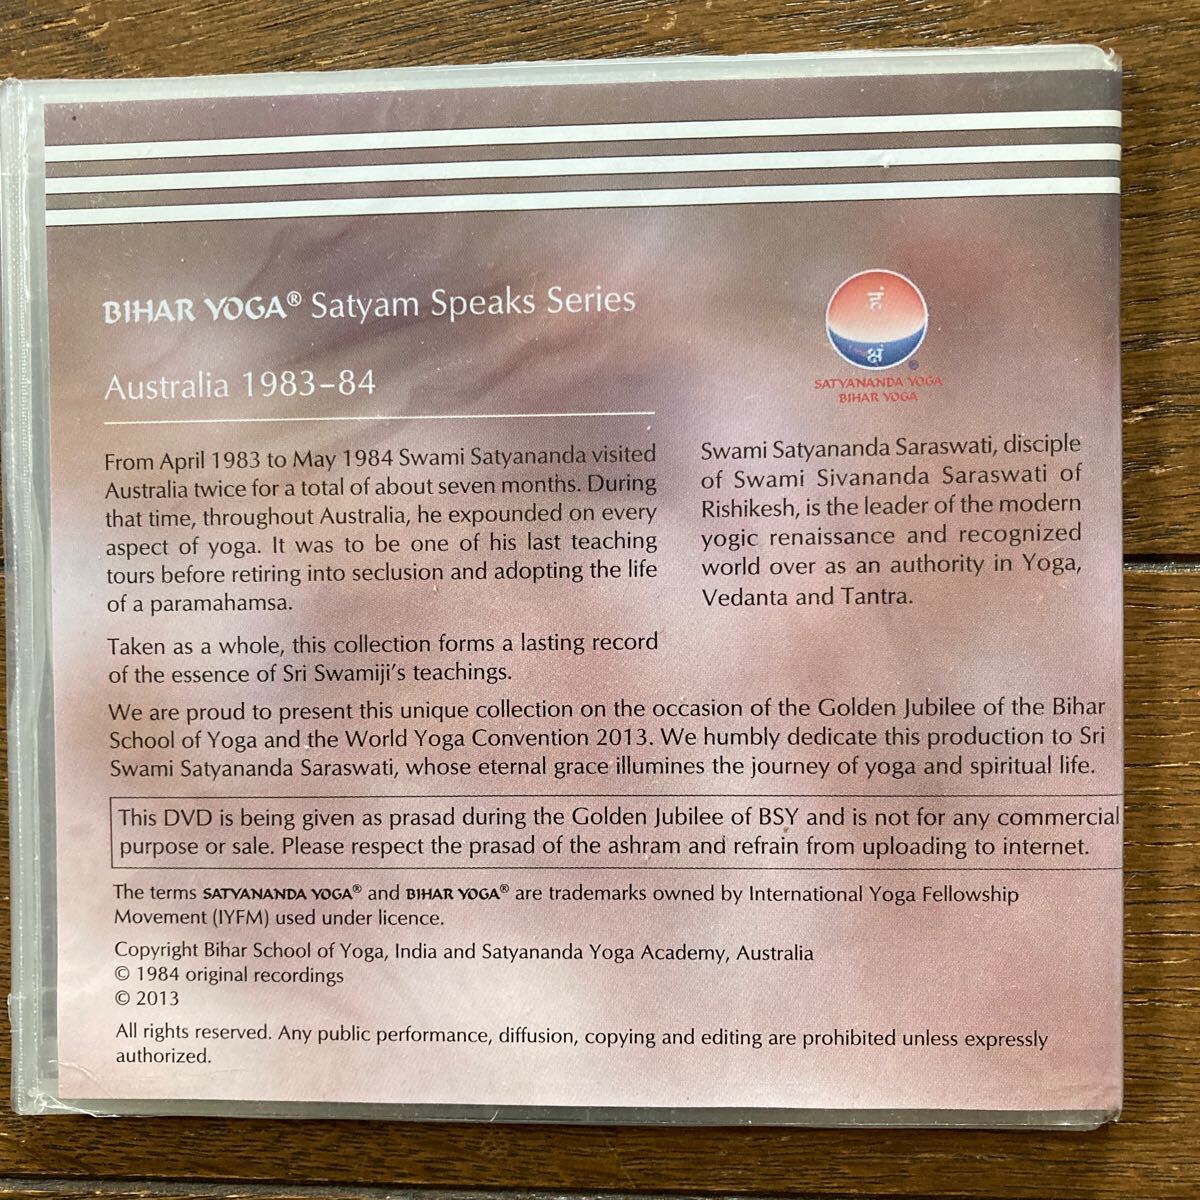 BIHAR YOGA® Satyam Speaks Series
Australia 1983–84
हं
क्षं
®
SATYANANDA YOGA
BIHAR YOGA
From April 1983 to May 1984 Swami Satyananda visited
Australia twice for a total of about seven months. During
that time, throughout Australia, he expounded on every
aspect of yoga. It was to be one of his last teaching
tours before retiring into seclusion and adopting the life
of a paramahamsa.
Taken as a whole, this collection forms a lasting record
of the essence of Sri Swamiji's teachings.
Swami Satyananda Saraswati, disciple
of Swami Sivananda Saraswati of
Rishikesh, is the leader of the modern
yogic renaissance and recognized
world over as an authority in Yoga,
Vedanta and Tantra.
We are proud to present this unique collection on the occasion of the Golden Jubilee of the Bihar
School of Yoga and the World Yoga Convention 2013. We humbly dedicate this production to Sri
Swami Satyananda Saraswati, whose eternal grace illumines the journey of yoga and spiritual life.
This DVD is being given as prasad during the Golden Jubilee of BSY and is not for any commercial
purpose or sale. Please respect the prasad of the ashram and refrain from uploading to internet.
The terms SATYANANDA YOGA® and BIHAR YOGA® are trademarks owned by International Yoga Fellowship
Movement (IYFM) used under licence.
Copyright Bihar School of Yoga, India and Satyananda Yoga Academy, Australia
© 1984 original recordings
© 2013
All rights reserved. Any public performance, diffusion, copying and editing are prohibited unless expressly
authorized.